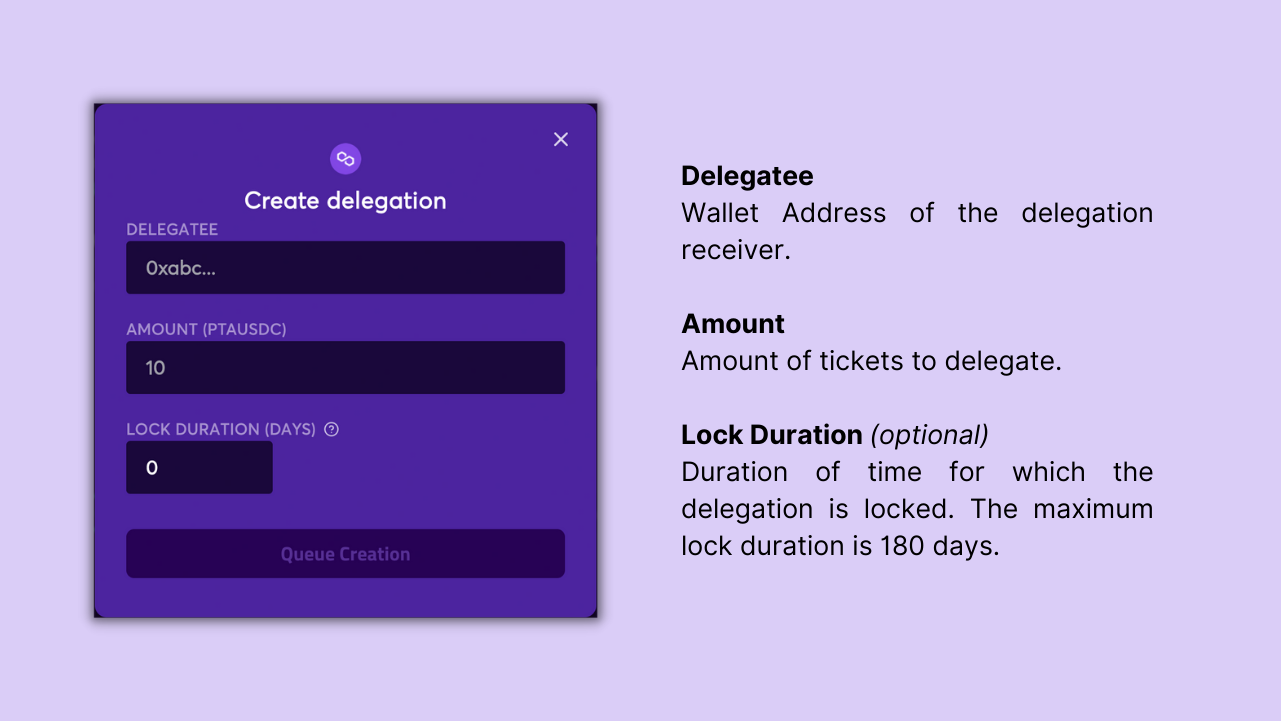 Create delegation
DELEGATEE
0xabc...
AMOUNT (PTAUSDC)
10
LOCK DURATION (DAYS) ?
0
Queue Creation
Delegatee
Wallet Address of the delegation
receiver.
Amount
Amount of tickets to delegate.
Lock Duration (optional)
Duration of time for which the
delegation is locked. The maximum
lock duration is 180 days.